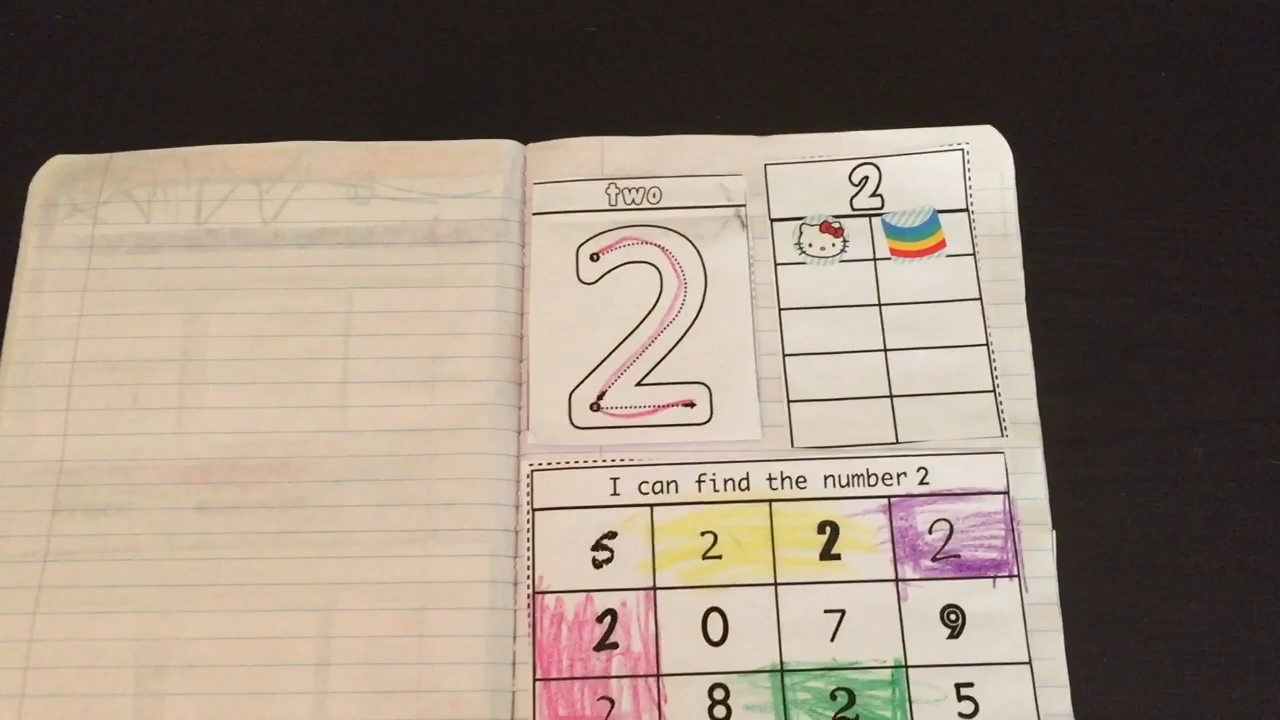 two
2
2
I can find the number 2
5 2 2 2
2 0 7 9
2 8 2 5